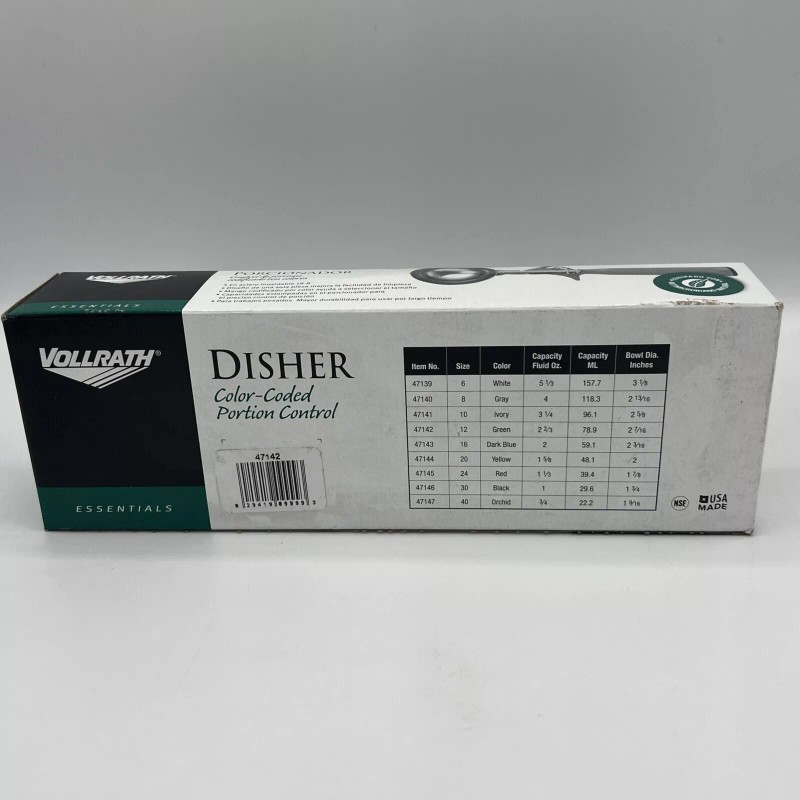 PORCIONADOR
ESSENTIALS
VOLLRATH®
ESSENTIALS
DISHER
Color-Coded
Portion Control
47142
Item No. Size Color Capacity Fluid Oz. Capacity ML Bowl Dia. Inches
47139 6 White 5 1/3 157.7 3 1/8
47140 8 Gray 4 118.3 2 13/16
47141 10 Ivory 3 1/4 96.1 2 5/8
47142 12 Green 2 2/3 78.9 2 7/16
47143 16 Dark Blue 2 59.1 2 3/16
47144 20 Yellow 1 5/8 48.1 2
47145 24 Red 1 1/3 39.4 1 7/8
47146 30 Black 1 29.6 1 3/4
47147 40 Orchid 3/4 22.2 1 9/16
NSF
USA
MADE